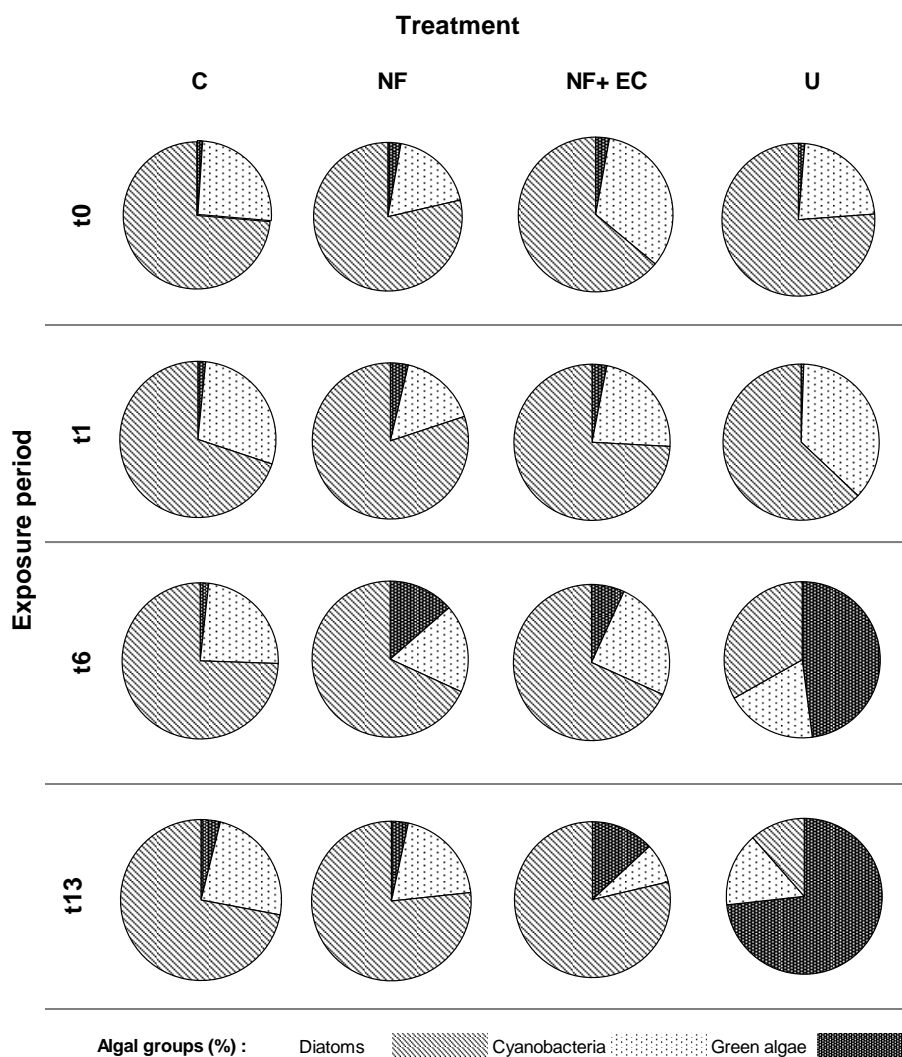 Treatment
C NF NF+ EC U
Exposure period
t0
t1
t6
t13
Algal groups (%) : Diatoms Cyanobacteria Green algae